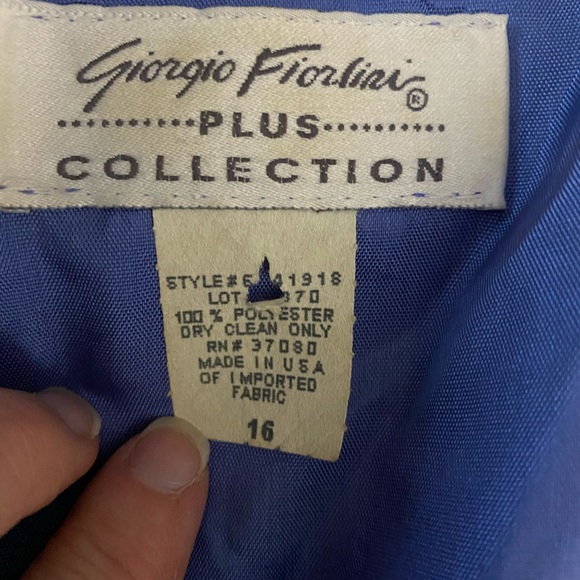 Giorgio Fiorlini®
PLUS
COLLECTION
STYLE# 1918
LOT 370
100 % POLYESTER
DRY CLEAN ONLY
RN# 37080
MADE IN USA
OF IMPORTED
FABRIC
16